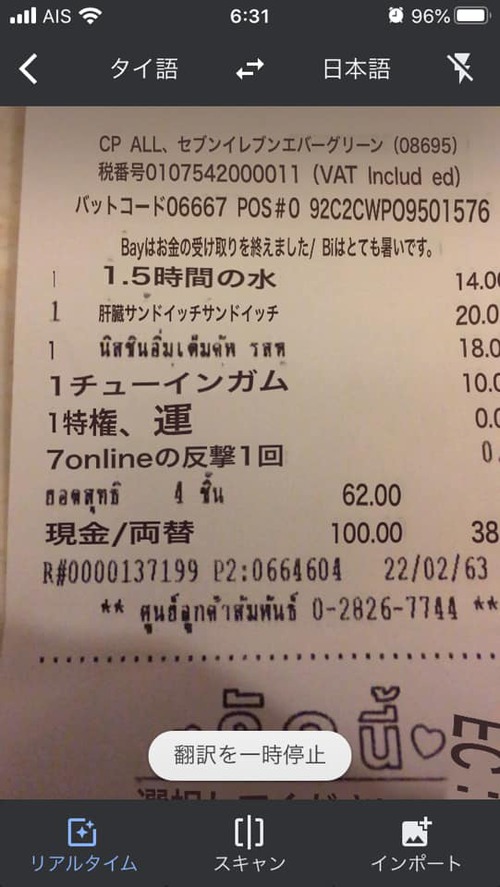 AIS 6:31 96%
タイ語 日本語
CP ALL、セブンイレブンエバーグリーン (08695)
税番号0107542000011 (VAT Includ ed)
バットコード06667 POS#0 92C2CWPO9501576
Bayはお金の受け取りを終えました/ Biはとても暑いです。
1 1.5時間の水 14.00
1 肝臓サンドイッチサンドイッチ 20.0
1 นิสชินอิ่มเต็มคัพ รสห 18.0
1チューインガム 10.0
1特権、運 0.0
7onlineの反撃1回 0.
ยอดสุทธิ 4 ชิ้น 62.00
現金/両替 100.00 38
R#0000137199 P2:0664604 22/02/63
** ศูนย์ลูกค้าสัมพันธ์ 0-2826-7744 **
นี้
EC
翻訳を一時停止
リアルタイム スキャン インポート